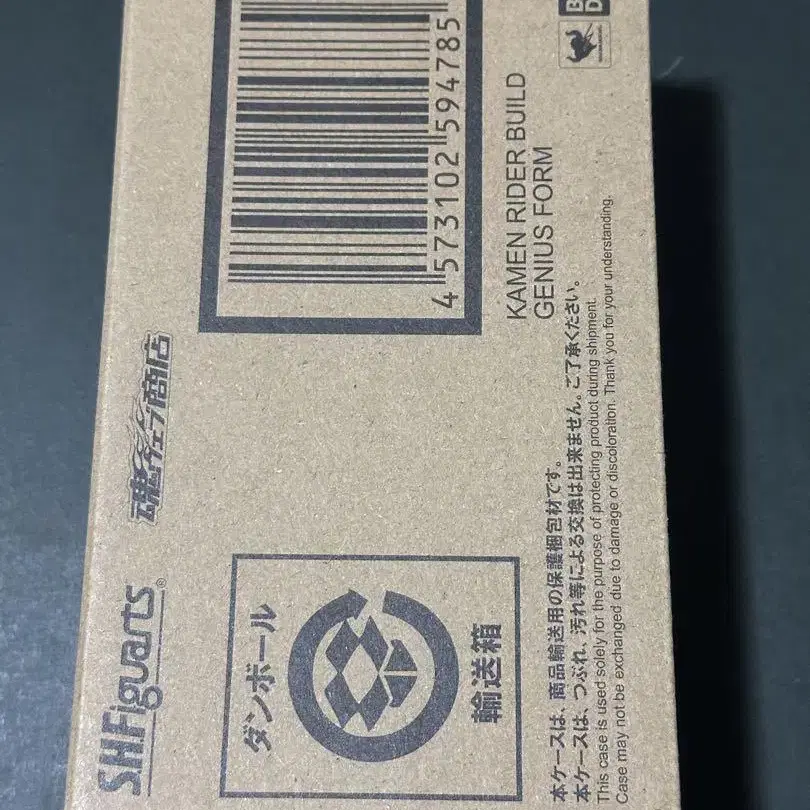 S.H.Figuarts®
魂ウェブ商店
4 573102 594785
KAMEN RIDER BUILD
GENIUS FORM
ダンボール
輸送箱
本ケースは、商品輸送用の保護梱包材です。
本ケースは、つぶれ、汚れ等による交換は出来ません。ご了承ください。
This case is used solely for the purpose of protecting product during shipment.
Case may not be exchanged due to damage or discoloration. Thank you for your understanding.